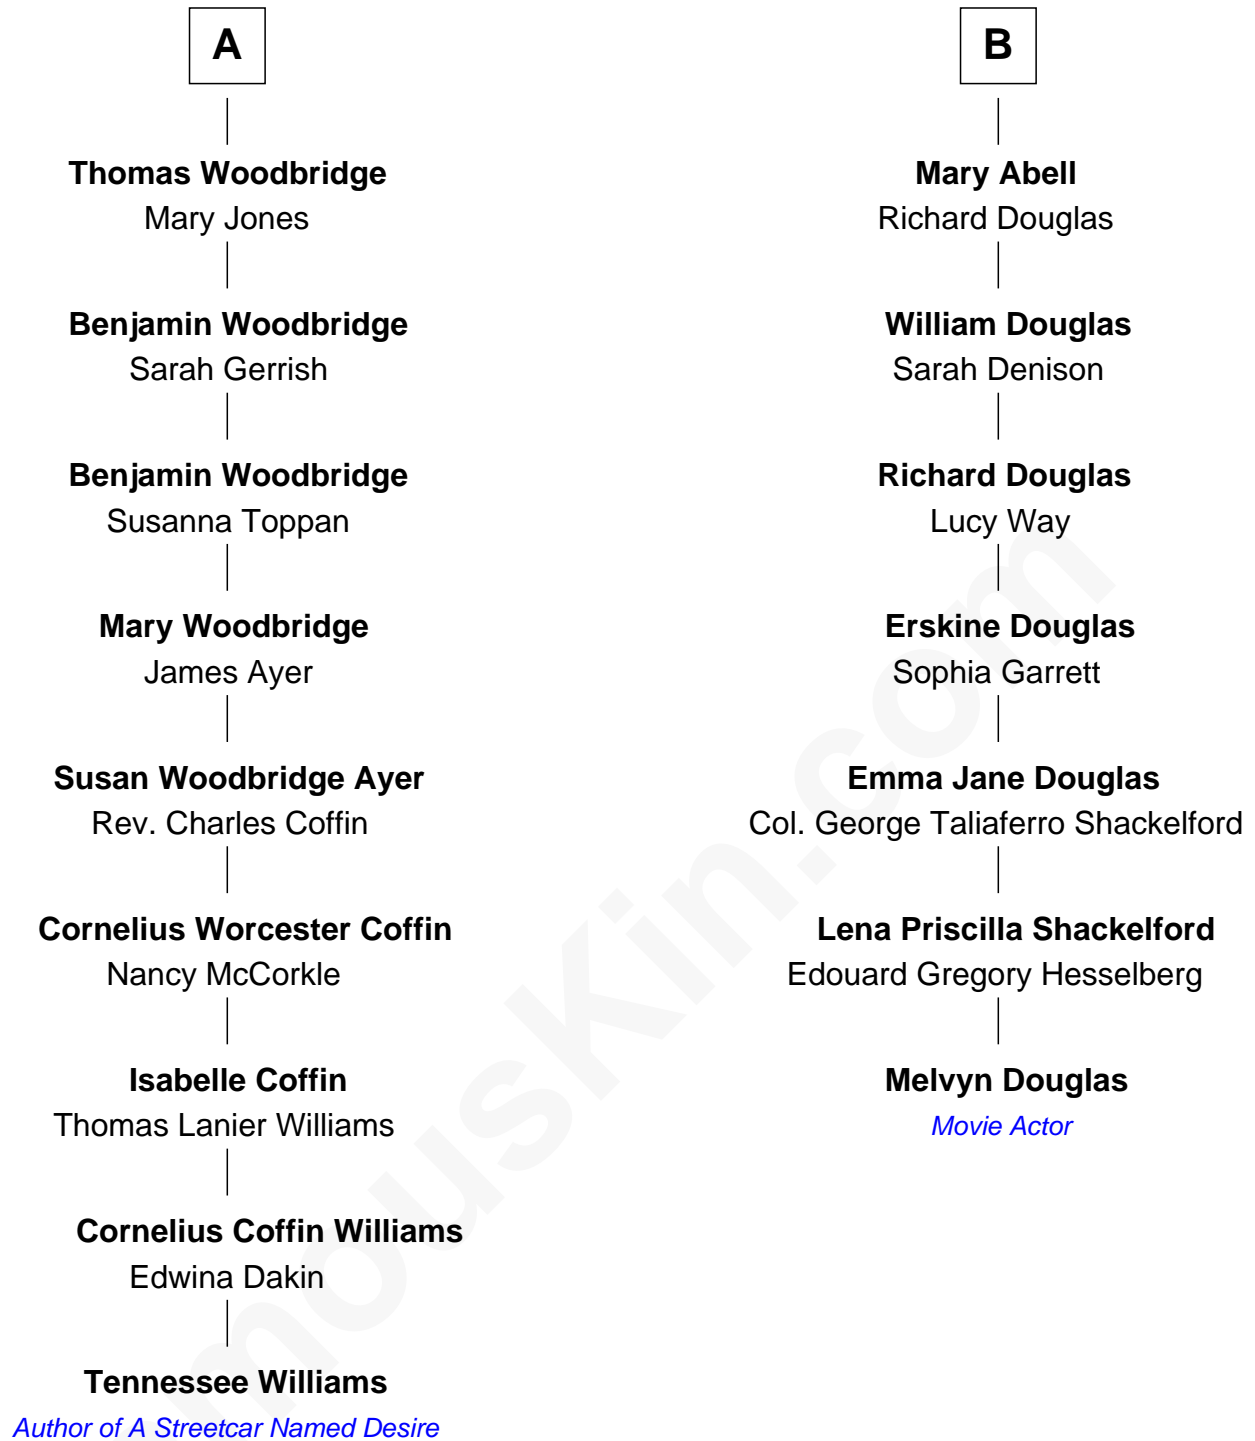 A
Thomas Woodbridge
Mary Jones
Benjamin Woodbridge
Sarah Gerrish
Benjamin Woodbridge
Susanna Toppan
Mary Woodbridge
James Ayer
Susan Woodbridge Ayer
Rev. Charles Coffin
Cornelius Worcester Coffin
Nancy McCorkle
Isabelle Coffin
Thomas Lanier Williams
Cornelius Coffin Williams
Edwina Dakin
Tennessee Williams
Author of A Streetcar Named Desire
B
Mary Abell
Richard Douglas
William Douglas
Sarah Denison
Richard Douglas
Lucy Way
Erskine Douglas
Sophia Garrett
Emma Jane Douglas
Col. George Taliaferro Shackelford
Lena Priscilla Shackelford
Edouard Gregory Hesselberg
Melvyn Douglas
Movie Actor
mousKin.com